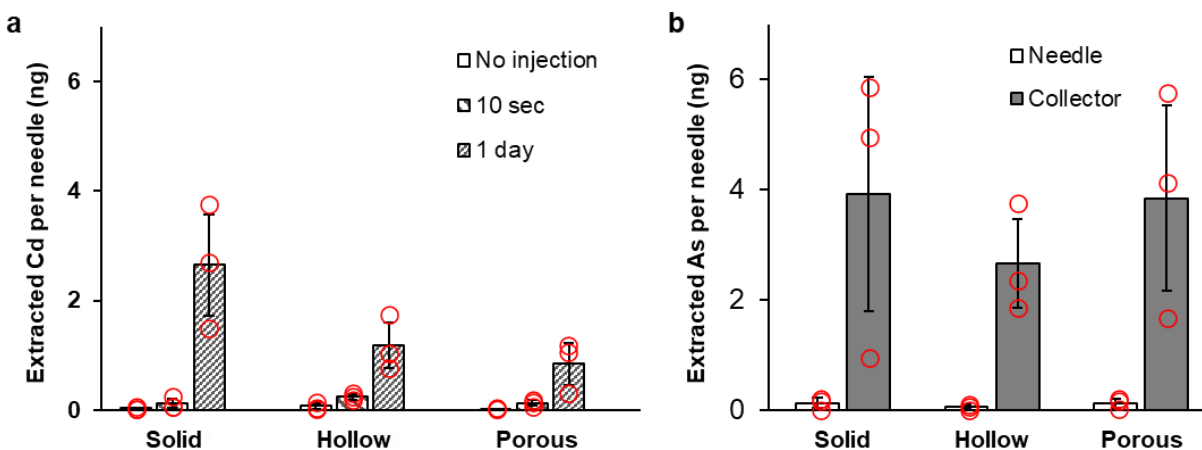 a
Extracted Cd per needle (ng)
6
4
2
0
No injection
10 sec
1 day
Solid
Hollow
Porous
b
Extracted As per needle (ng)
6
4
2
0
Needle
Collector
Solid
Hollow
Porous